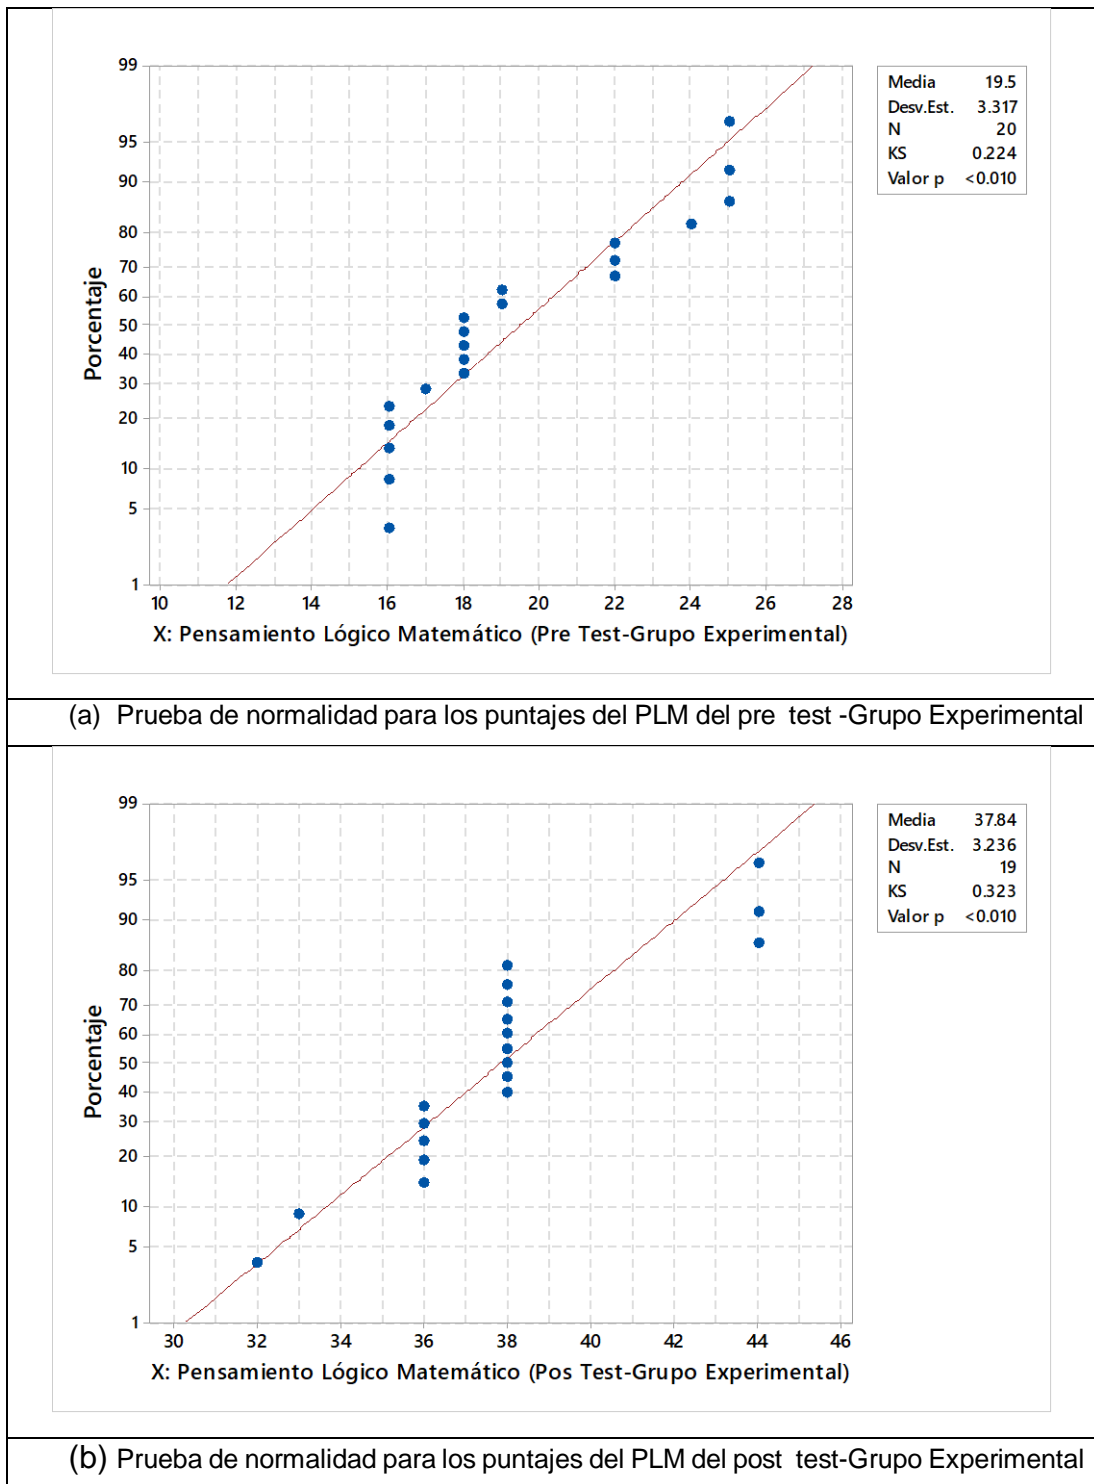 99
95
90
80
70
60
50
40
30
20
10
5
1
Porcentaje
10 12 14 16 18 20 22 24 26 28
X: Pensamiento Lógico Matemático (Pre Test-Grupo Experimental)
Media 19.5
Desv.Est. 3.317
N 20
KS 0.224
Valor p <0.010
(a) Prueba de normalidad para los puntajes del PLM del pre test -Grupo Experimental
99
95
90
80
70
60
50
40
30
20
10
5
1
Porcentaje
30 32 34 36 38 40 42 44 46
X: Pensamiento Lógico Matemático (Pos Test-Grupo Experimental)
Media 37.84
Desv.Est. 3.236
N 19
KS 0.323
Valor p <0.010
(b) Prueba de normalidad para los puntajes del PLM del post test-Grupo Experimental